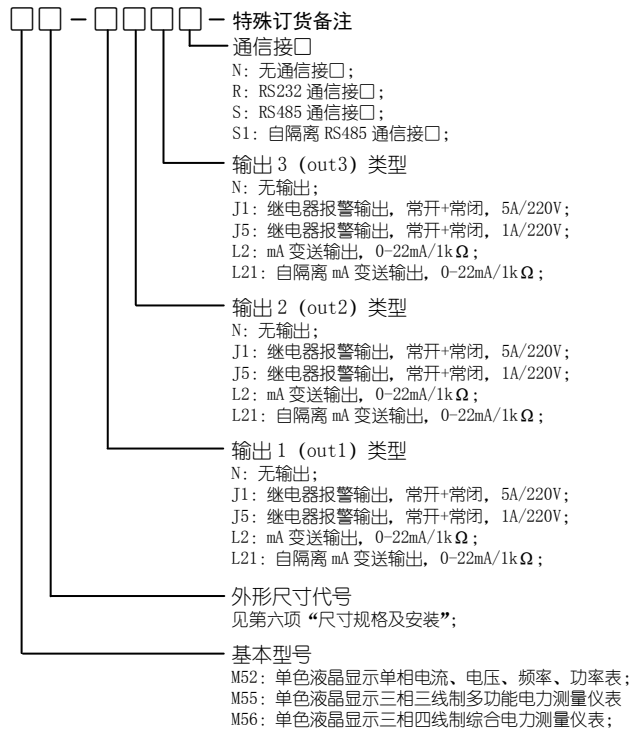 □□-□□□□-特殊订货备注
通信接口
N: 无通信接口;
R: RS232 通信接口;
S: RS485 通信接口;
S1: 自隔离 RS485 通信接口;
输出 3 (out3) 类型
N: 无输出;
J1: 继电器报警输出, 常开+常闭, 5A/220V;
J5: 继电器报警输出, 常开+常闭, 1A/220V;
L2: mA 变送输出, 0-22mA/1kΩ;
L21: 自隔离 mA 变送输出, 0-22mA/1kΩ;
输出 2 (out2) 类型
N: 无输出;
J1: 继电器报警输出, 常开+常闭, 5A/220V;
J5: 继电器报警输出, 常开+常闭, 1A/220V;
L2: mA 变送输出, 0-22mA/1kΩ;
L21: 自隔离 mA 变送输出, 0-22mA/1kΩ;
输出 1 (out1) 类型
N: 无输出;
J1: 继电器报警输出, 常开+常闭, 5A/220V;
J5: 继电器报警输出, 常开+常闭, 1A/220V;
L2: mA 变送输出, 0-22mA/1kΩ;
L21: 自隔离 mA 变送输出, 0-22mA/1kΩ;
外形尺寸代号
见第六项“尺寸规格及安装”;
基本型号
M52: 单色液晶显示单相电流、电压、频率、功率表;
M55: 单色液晶显示三相三线制多功能电力测量仪表
M56: 单色液晶显示三相四线制综合电力测量仪表;